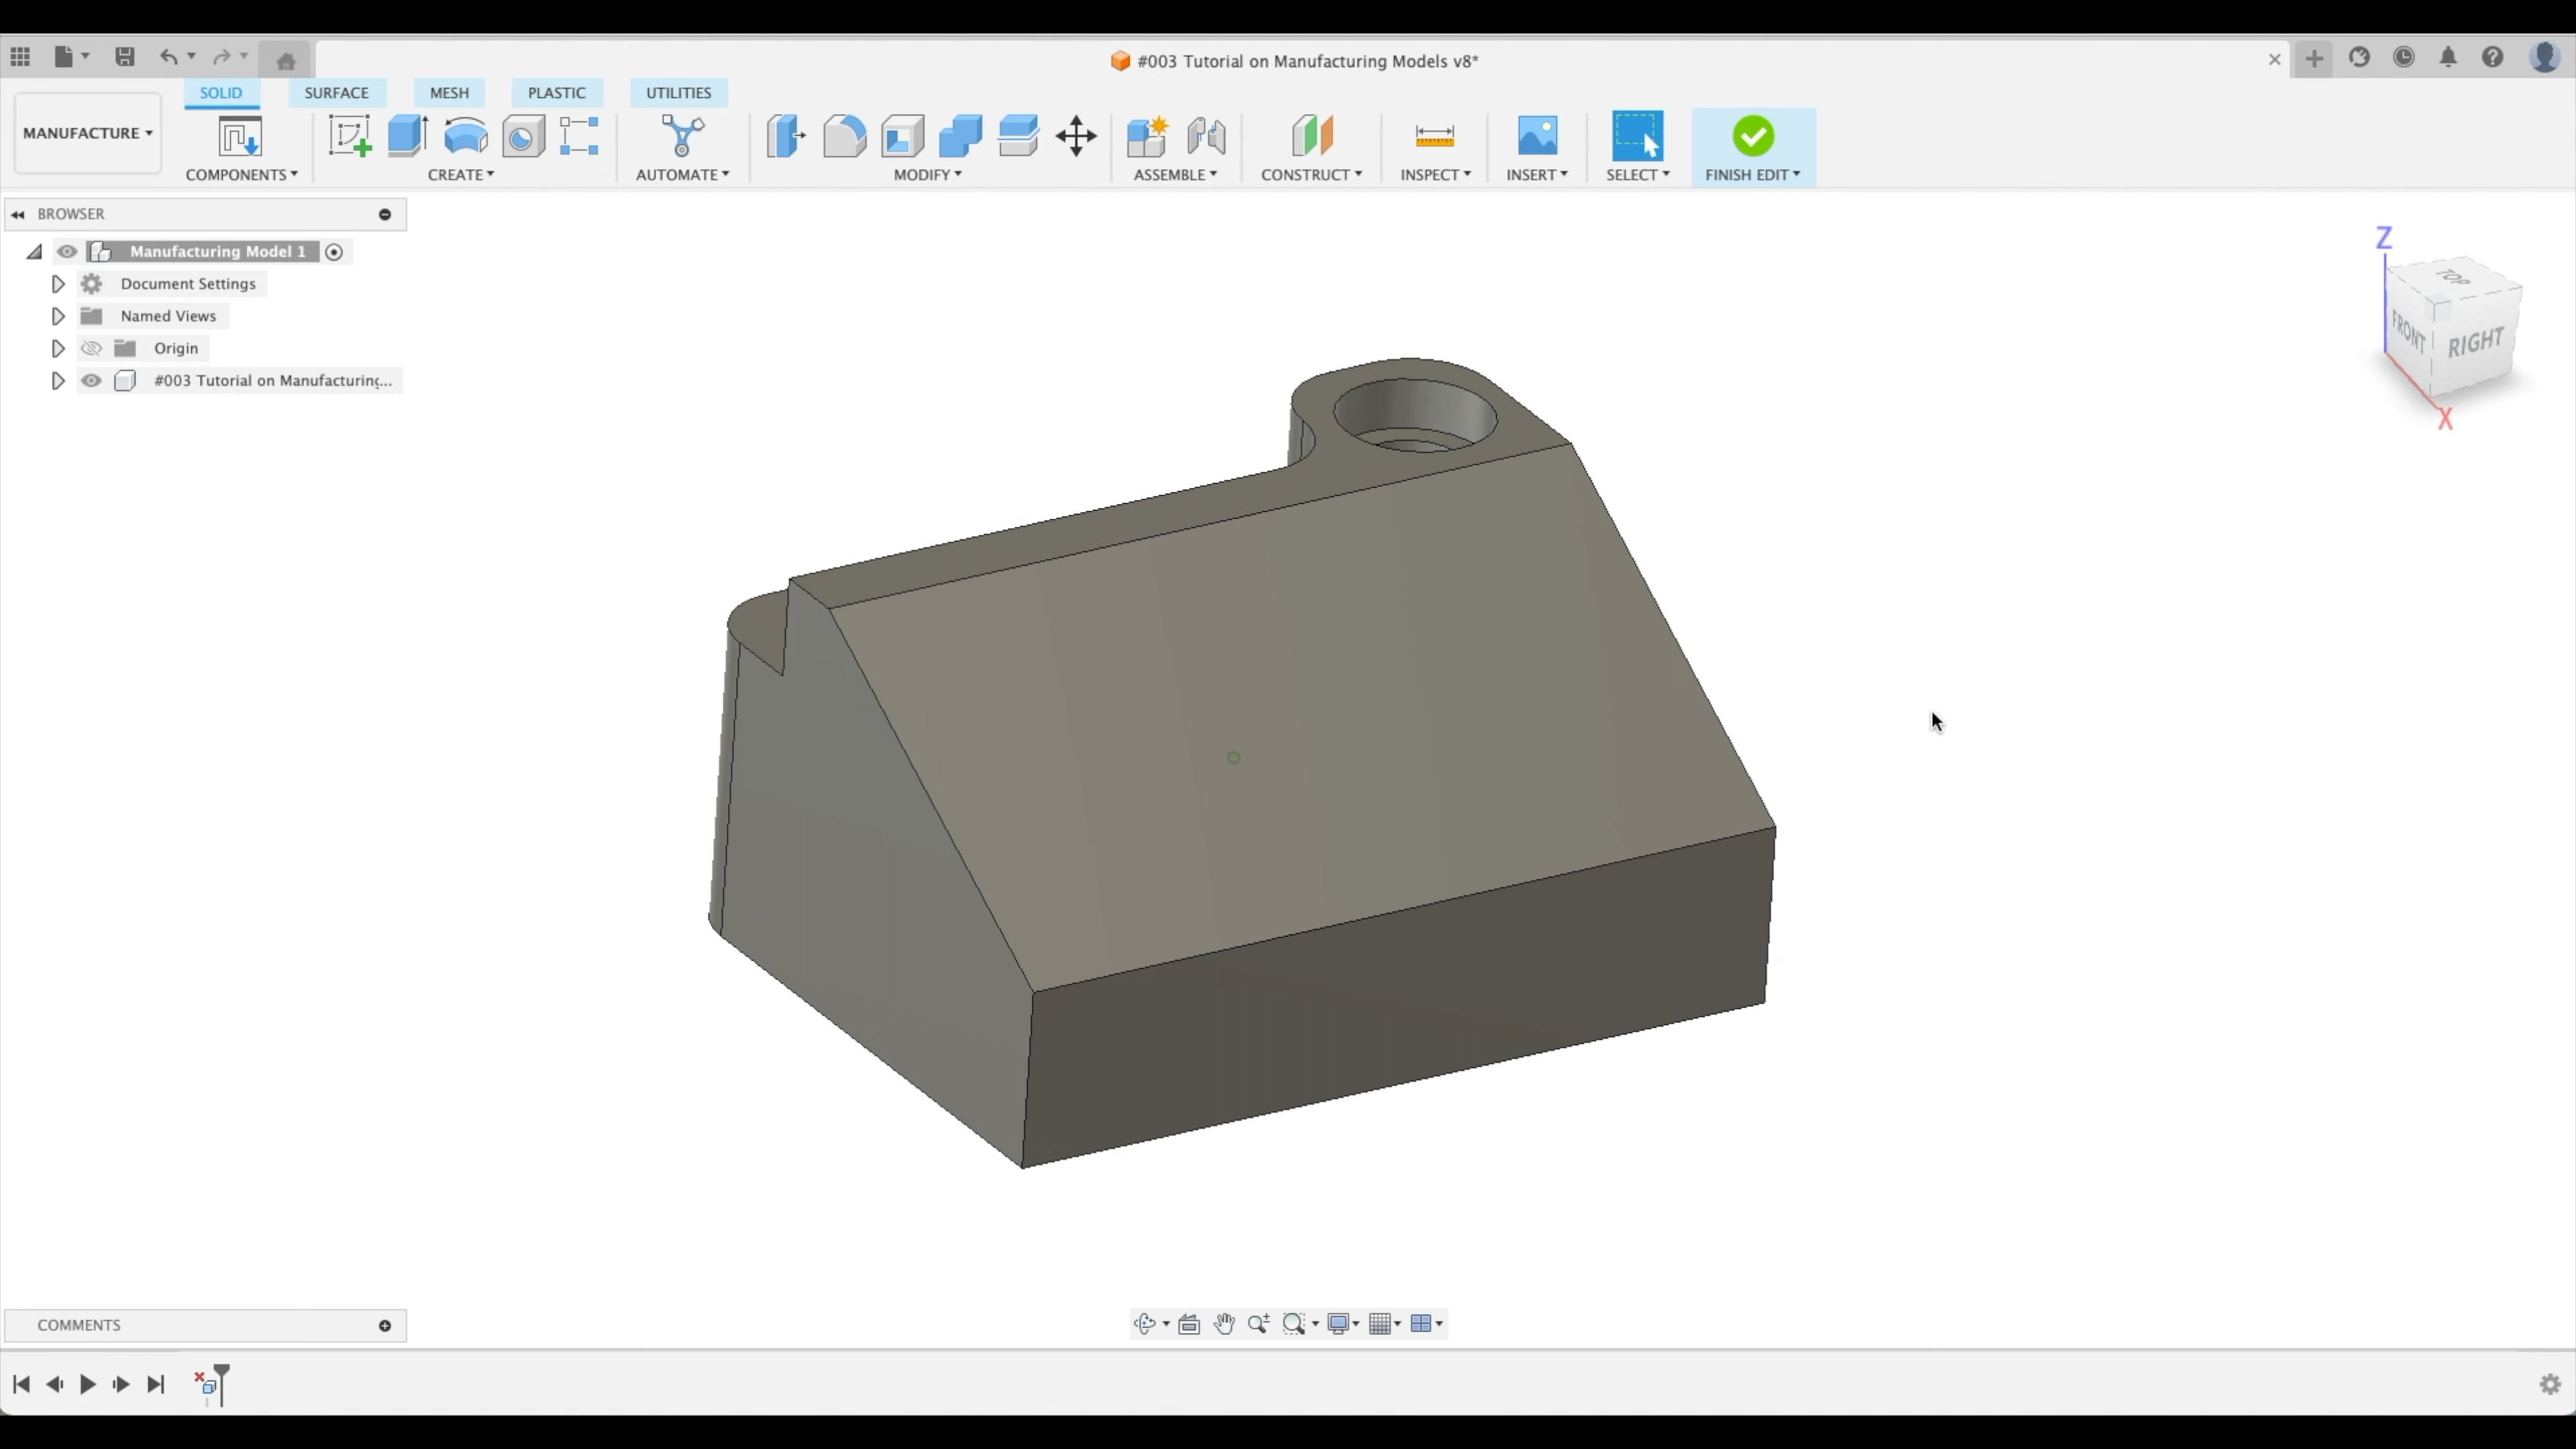 #003 Tutorial on Manufacturing Models v8*
SOLID SURFACE MESH PLASTIC UTILITIES
MANUFACTURE
COMPONENTS CREATE AUTOMATE MODIFY ASSEMBLE CONSTRUCT INSPECT INSERT SELECT FINISH EDIT
BROWSER
Manufacturing Model 1
Document Settings
Named Views
Origin
#003 Tutorial on Manufacturing...
Z
TOP
FRONT RIGHT
X
COMMENTS